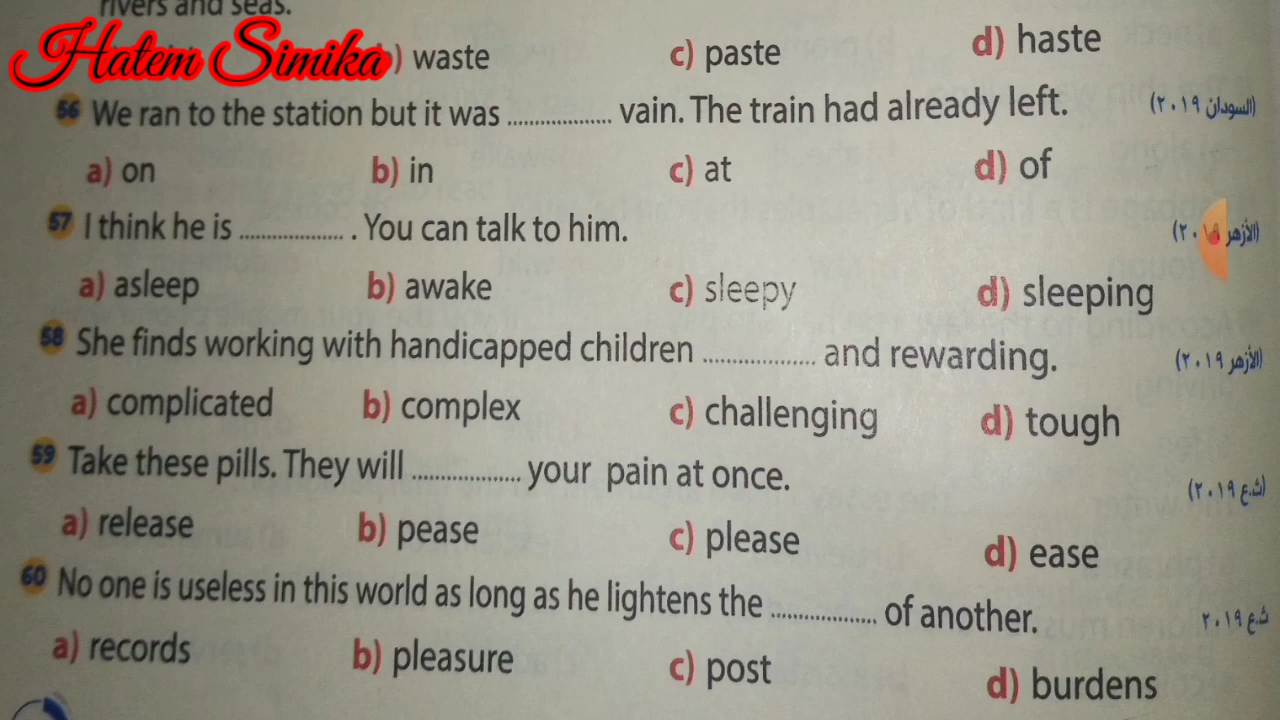 rivers and seas.
Hatem Simika
b) waste c) paste d) haste
56 We ran to the station but it was .................. vain. The train had already left. (السودان ٢٠١٩)
a) on b) in c) at d) of
57 I think he is .................. . You can talk to him. (الأزهر ٢٠١٩)
a) asleep b) awake c) sleepy d) sleeping
58 She finds working with handicapped children .................. and rewarding. (الأزهر ٢٠١٩)
a) complicated b) complex c) challenging d) tough
59 Take these pills. They will .................. your pain at once. (ث.ع ٢٠١٩)
a) release b) pease c) please d) ease
60 No one is useless in this world as long as he lightens the .................. of another. ث.ع ٢٠١٩
a) records b) pleasure c) post d) burdens